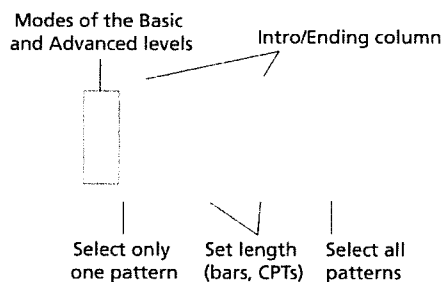 Modes of the Basic
and Advanced levels
Intro/Ending column
Select only
one pattern
Set length
(bars, CPTs)
Select all
patterns